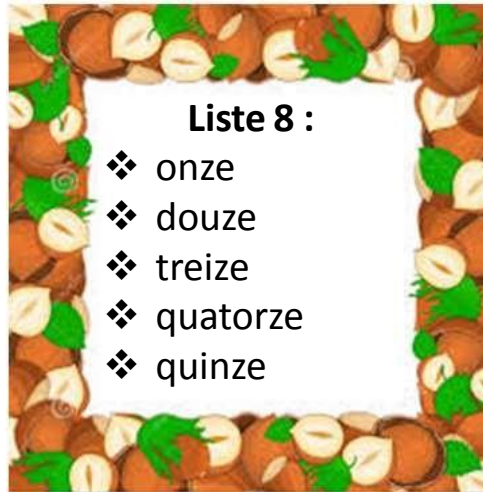 Liste 8 :
❖ onze
❖ douze
❖ treize
❖ quatorze
❖ quinze